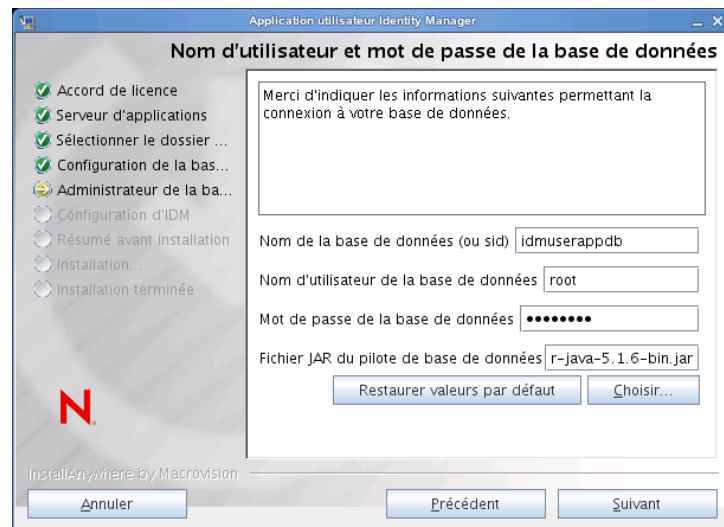 Application utilisateur Identity Manager
Nom d'utilisateur et mot de passe de la base de données
Accord de licence
Serveur d'applications
Sélectionner le dossier ...
Configuration de la bas...
Administrateur de la ba...
Configuration d'IDM
Résumé avant installation
Installation...
Installation terminée
Merci d'indiquer les informations suivantes permettant la
connexion à votre base de données.
Nom de la base de données (ou sid) idmuserappdb
Nom d'utilisateur de la base de données root
Mot de passe de la base de données ••••••••
Fichier JAR du pilote de base de données r-java-5.1.6-bin.jar
Restaurer valeurs par défaut Choisir...
N
InstallAnywhere by Macrovision
Annuler Précédent Suivant